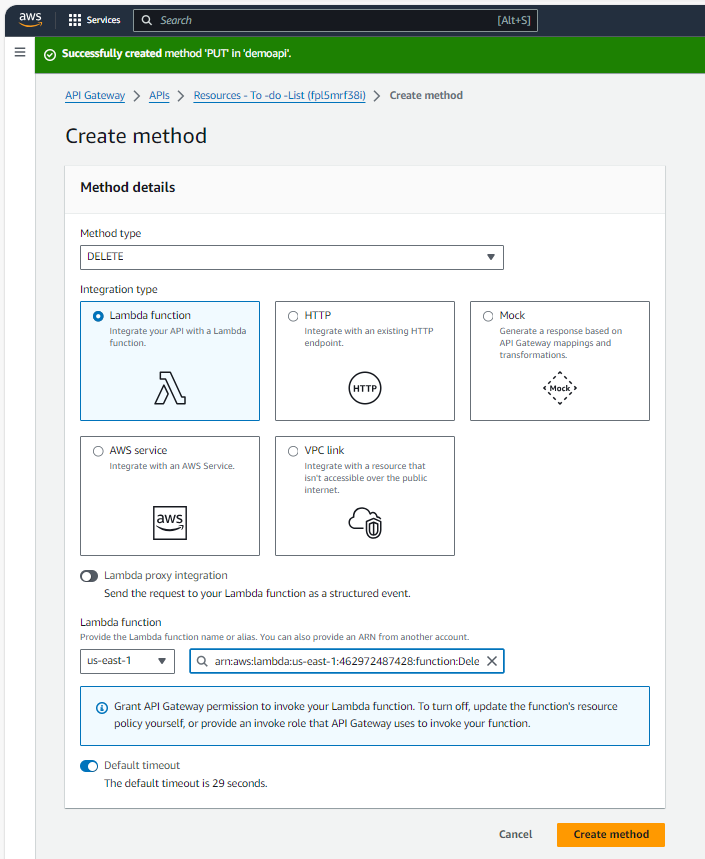 aws
Services
Search
[Alt+S]
Successfully created method 'PUT' in 'demoapi'.
API Gateway
APIs
Resources - To -do -List (fpl5mrf38i)
Create method
Create method
Method details
Method type
DELETE
Integration type
Lambda function
Integrate your API with a Lambda
function.
HTTP
Integrate with an existing HTTP
endpoint.
HTTP
Mock
Generate a response based on
API Gateway mappings and
transformations.
Mock
AWS service
Integrate with an AWS Service.
aws
VPC link
Integrate with a resource that
isn't accessible over the public
internet.
Lambda proxy integration
Send the request to your Lambda function as a structured event.
Lambda function
Provide the Lambda function name or alias. You can also provide an ARN from another account.
us-east-1
arn:aws:lambda:us-east-1:462972487428:function:Dele
Grant API Gateway permission to invoke your Lambda function. To turn off, update the function's resource
policy yourself, or provide an invoke role that API Gateway uses to invoke your function.
Default timeout
The default timeout is 29 seconds.
Cancel
Create method